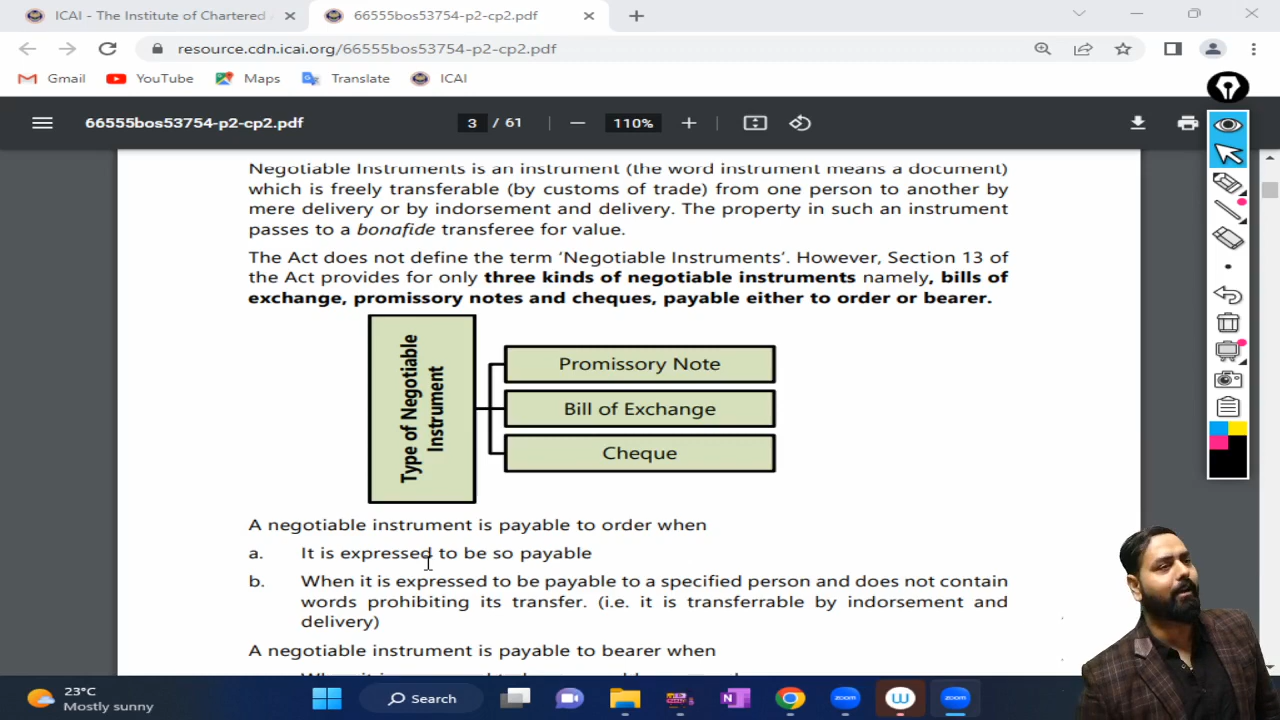 ICAI - The Institute of Chartered
66555bos53754-p2-cp2.pdf
resource.cdn.icai.org/66555bos53754-p2-cp2.pdf
Gmail
YouTube
Maps
Translate
ICAI
66555bos53754-p2-cp2.pdf
3 / 61
110%
Negotiable Instruments is an instrument (the word instrument means a document)
which is freely transferable (by customs of trade) from one person to another by
mere delivery or by indorsement and delivery. The property in such an instrument
passes to a bonafide transferee for value.
The Act does not define the term ‘Negotiable Instruments’. However, Section 13 of
the Act provides for only three kinds of negotiable instruments namely, bills of
exchange, promissory notes and cheques, payable either to order or bearer.
Type of Negotiable
Instrument
Promissory Note
Bill of Exchange
Cheque
A negotiable instrument is payable to order when
a. It is expressed to be so payable
b. When it is expressed to be payable to a specified person and does not contain
words prohibiting its transfer. (i.e. it is transferrable by indorsement and
delivery)
A negotiable instrument is payable to bearer when
23°C
Mostly sunny
Search
zoom
W
zoom